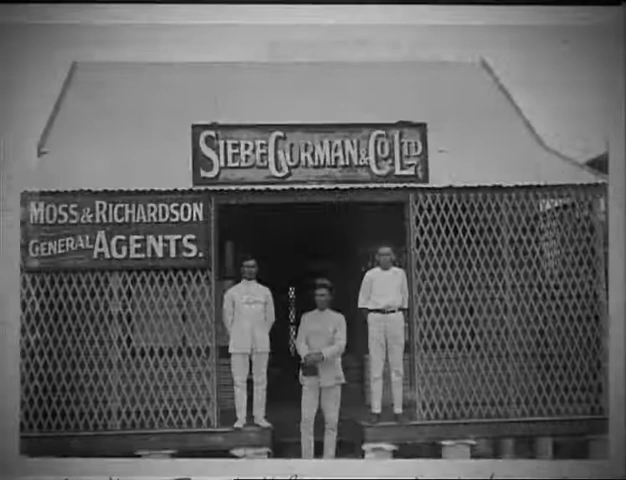 SIEBE GORMAN & CO. LTD
MOSS & RICHARDSON
GENERAL AGENTS.